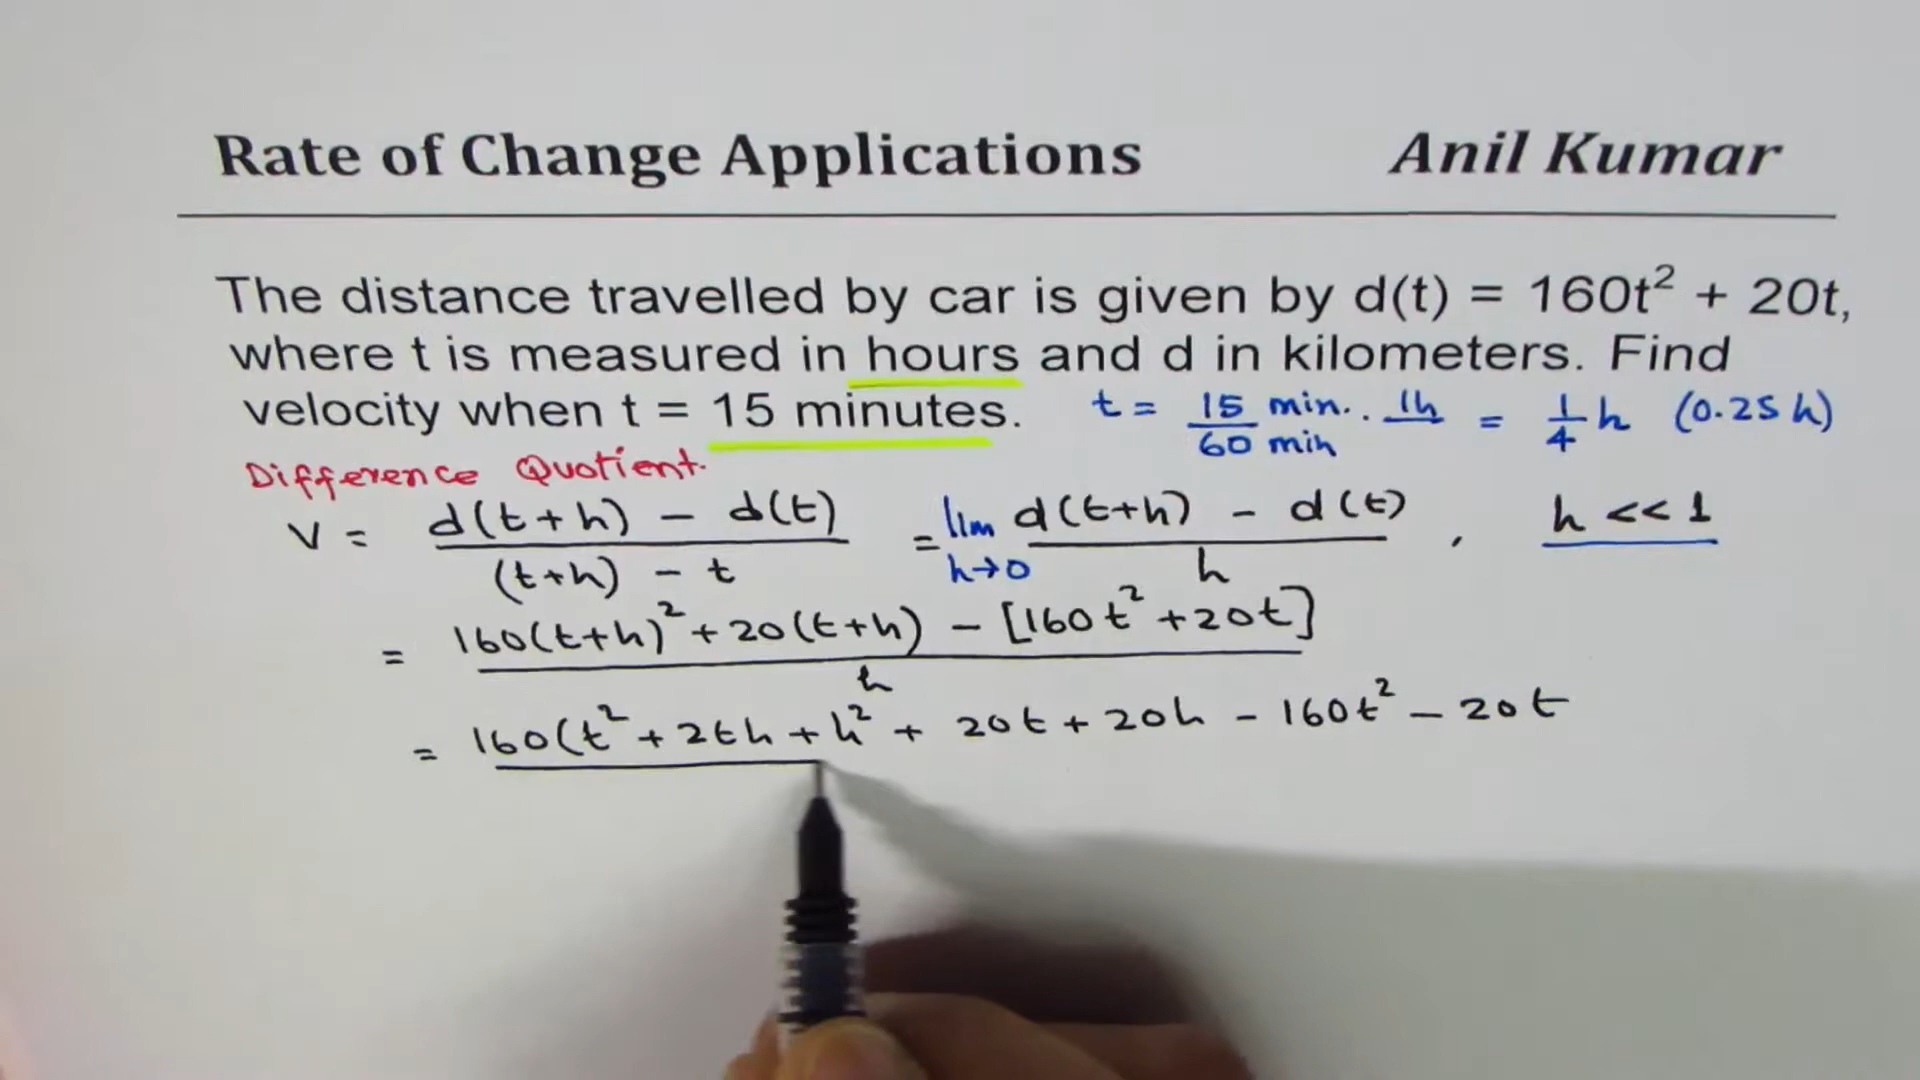 Rate of Change Applications Anil Kumar
The distance travelled by car is given by d(t) = 160t² + 20t,
where t is measured in hours and d in kilometers. Find
velocity when t = 15 minutes. t = 15/60 min. . 1h/min = 1/4 h (0.25 h)
Difference Quotient.
V = d(t+h) - d(t) / (t+h) - t = lim h→0 d(t+h) - d(t) / h , h << 1
= 160(t+h)² + 20(t+h) - [160t² + 20t] / h
= 160(t² + 2th + h² + 20t + 20h - 160t² - 20t